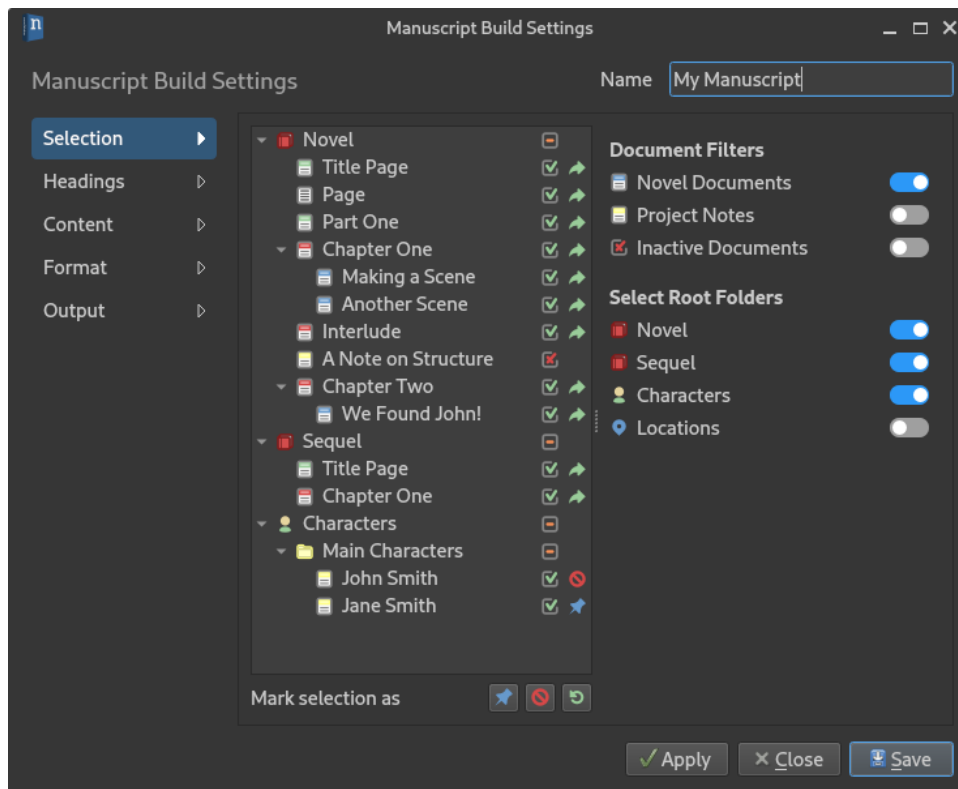 n
Manuscript Build Settings
Manuscript Build Settings
Name My Manuscript
Selection
Headings
Content
Format
Output
Novel
Title Page
Page
Part One
Chapter One
Making a Scene
Another Scene
Interlude
A Note on Structure
Chapter Two
We Found John!
Sequel
Title Page
Chapter One
Characters
Main Characters
John Smith
Jane Smith
Mark selection as
Document Filters
Novel Documents
Project Notes
Inactive Documents
Select Root Folders
Novel
Sequel
Characters
Locations
Apply Close Save